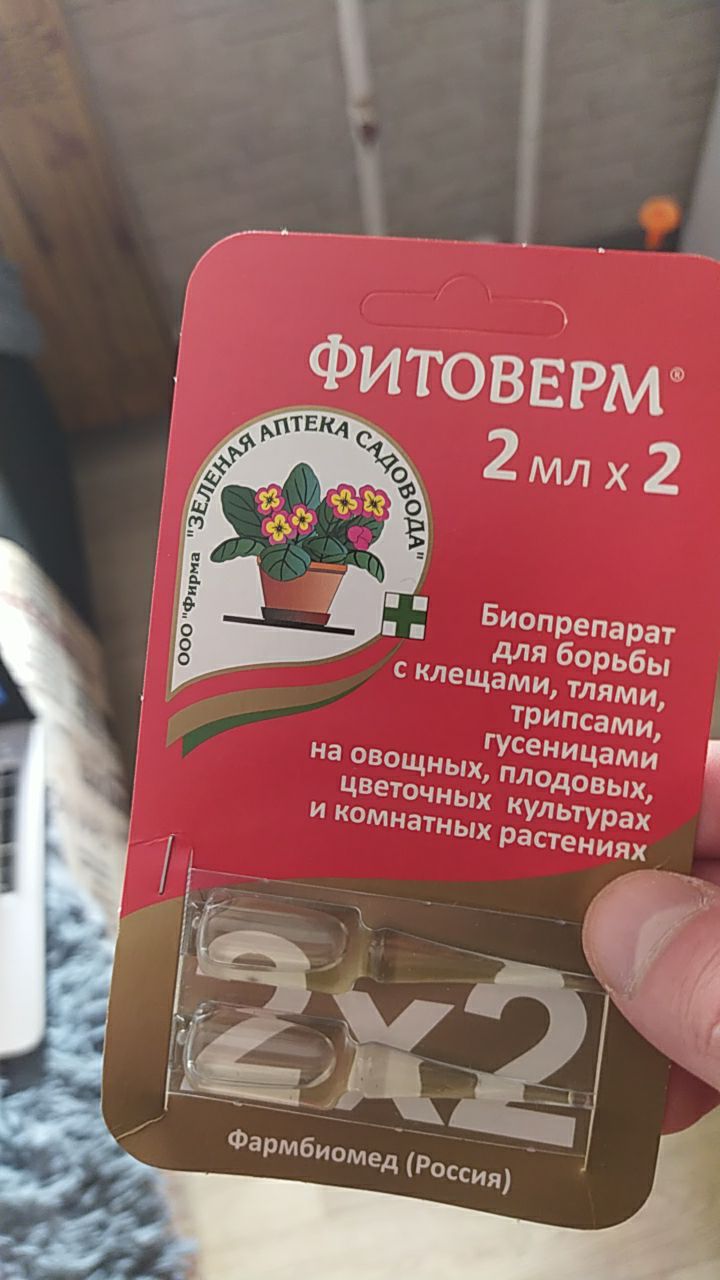 ФИТОВЕРМ®
2 мл х 2
ООО "Фирма "ЗЕЛЕНАЯ АПТЕКА САДОВОДА"
Биопрепарат
для борьбы
с клещами, тлями,
трипсами,
гусеницами
на овощных, плодовых,
цветочных культурах
и комнатных растениях
2х2
Фармбиомед (Россия)